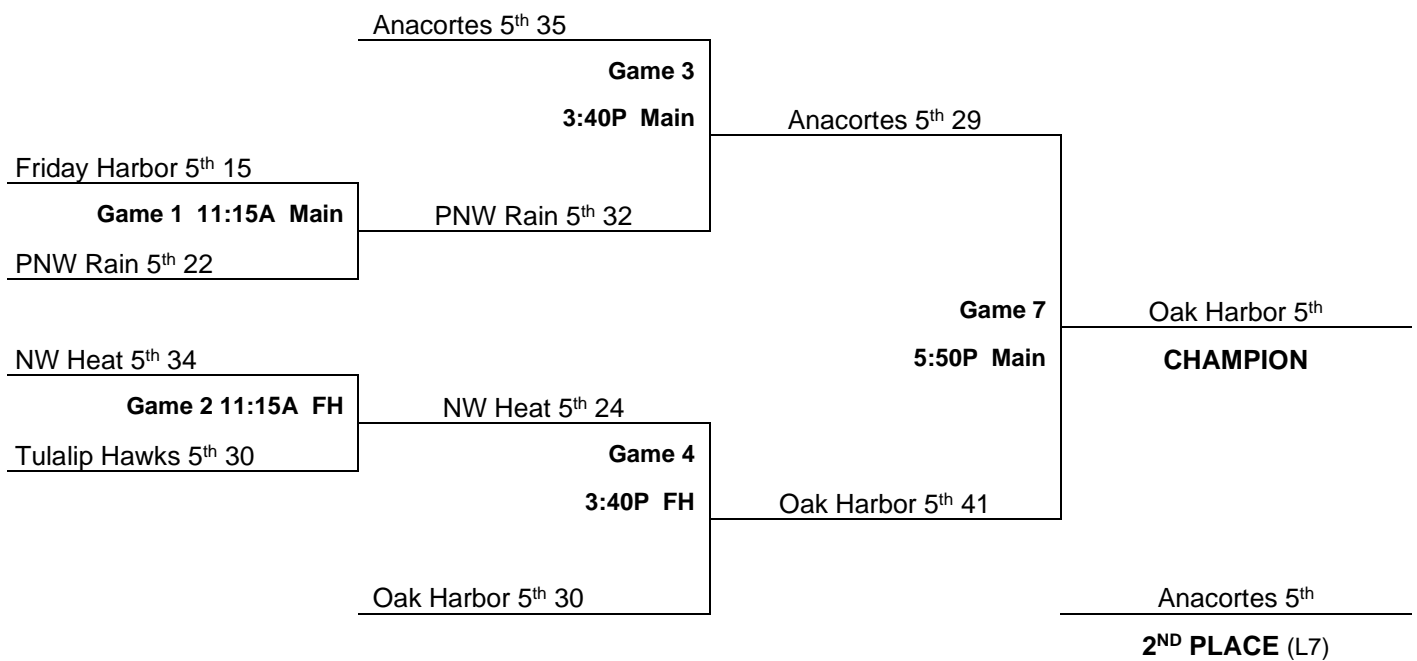 Anacortes 5th 35
Game 3
3:40P Main
Anacortes 5th 29
Friday Harbor 5th 15
Game 1 11:15A Main
PNW Rain 5th 32
PNW Rain 5th 22
Game 7
Oak Harbor 5th
NW Heat 5th 34
5:50P Main
CHAMPION
Game 2 11:15A FH
NW Heat 5th 24
Tulalip Hawks 5th 30
Game 4
3:40P FH
Oak Harbor 5th 41
Oak Harbor 5th 30
Anacortes 5th
2ND PLACE (L7)